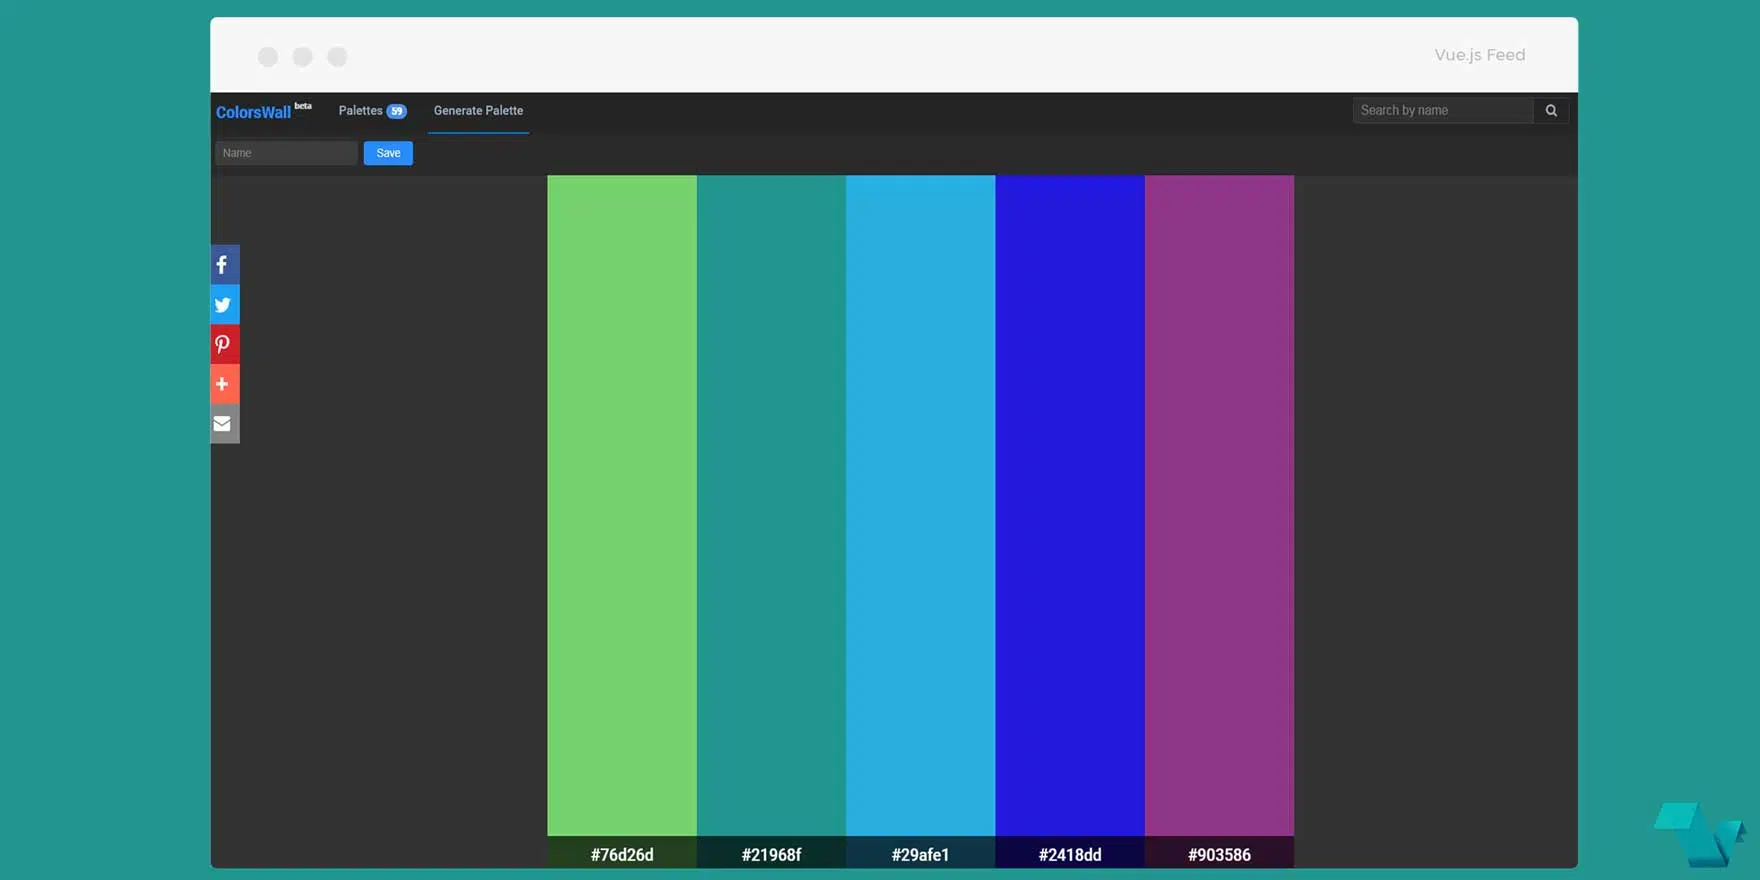 Vue.js Feed
ColorsWall beta
Palettes 59
Generate Palette
Search by name
Name
Save
#76d26d
#21968f
#29afe1
#2418dd
#903586